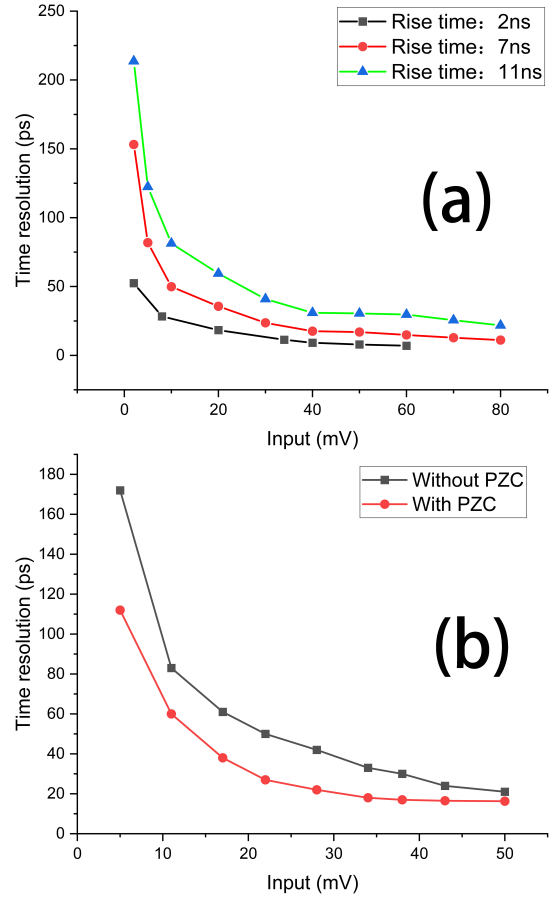 Rise time：2ns
Rise time：7ns
Rise time：11ns
250
200
150
100
50
0
Time resolution (ps)
(a)
0 20 40 60 80
Input (mV)
Without PZC
With PZC
180
160
140
120
100
80
60
40
20
0
Time resolution (ps)
(b)
0 10 20 30 40 50
Input (mV)